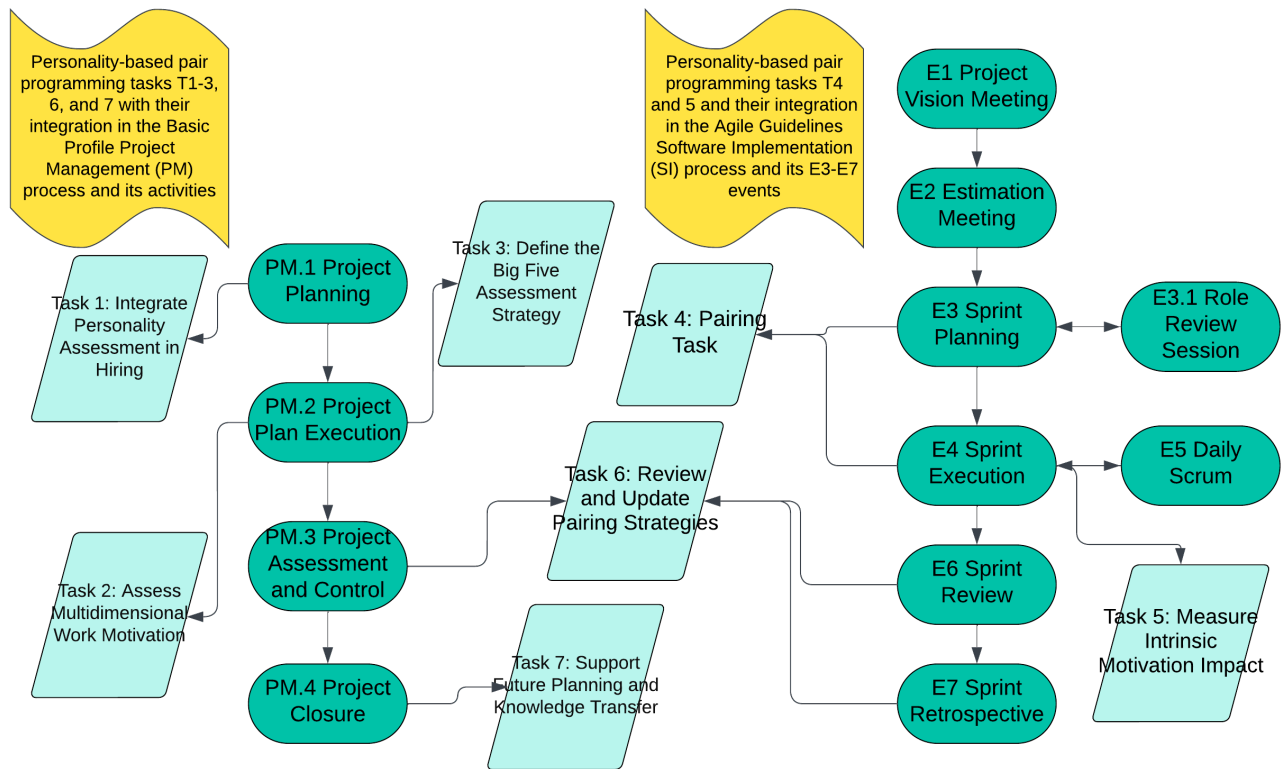 Personality-based pair
programming tasks T1-3,
6, and 7 with their
integration in the Basic
Profile Project
Management (PM)
process and its activities
Personality-based pair
programming tasks T4
and 5 and their integration
in the Agile Guidelines
Software Implementation
(SI) process and its E3-E7
events
E1 Project
Vision Meeting
E2 Estimation
Meeting
Task 3: Define the
Big Five
Assessment
Strategy
PM.1 Project
Planning
Task 1: Integrate
Personality
Assessment in
Hiring
Task 4: Pairing
Task
E3 Sprint
Planning
E3.1 Role
Review
Session
PM.2 Project
Plan Execution
Task 6: Review
and Update
Pairing Strategies
E4 Sprint
Execution
E5 Daily
Scrum
PM.3 Project
Assessment
and Control
Task 2: Assess
Multidimensional
Work Motivation
E6 Sprint
Review
Task 5: Measure
Intrinsic
Motivation Impact
PM.4 Project
Closure
Task 7: Support
Future Planning and
Knowledge Transfer
E7 Sprint
Retrospective